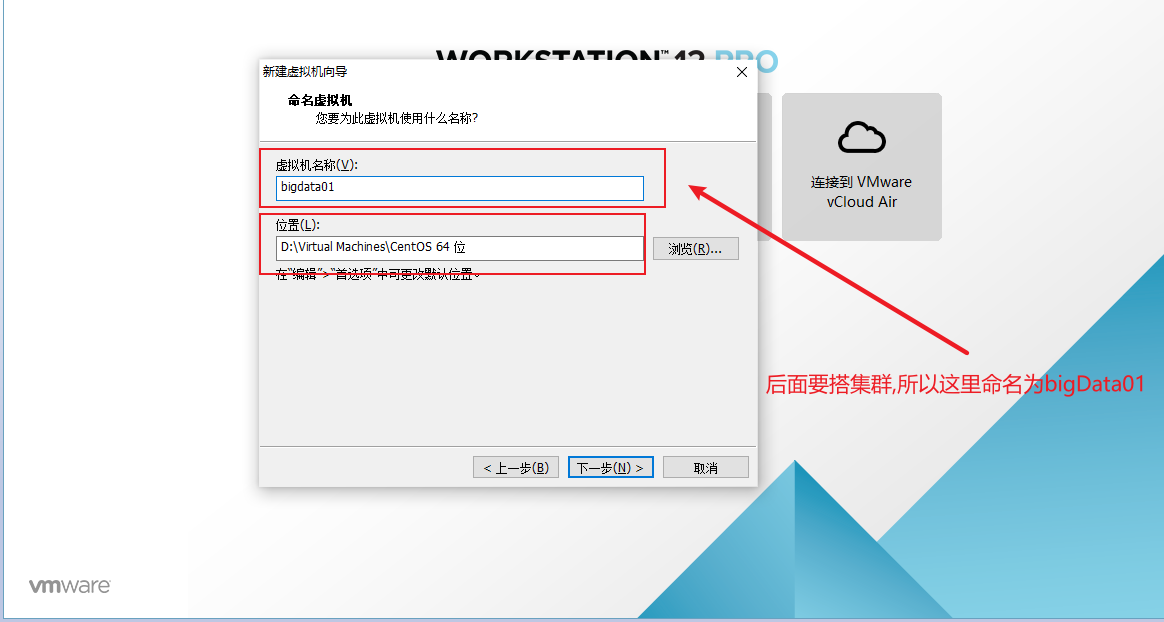 WORKSTATION™ 12 PRO
新建虚拟机向导
命名虚拟机
您要为此虚拟机使用什么名称?
虚拟机名称(V):
bigdata01
位置(L):
D:\Virtual Machines\CentOS 64 位
浏览(R)...
在“编辑”>“首选项”中可更改默认位置。
连接到 VMware
vCloud Air
后面要搭集群,所以这里命名为bigData01
< 上一步(B)
下一步(N) >
取消
vmware